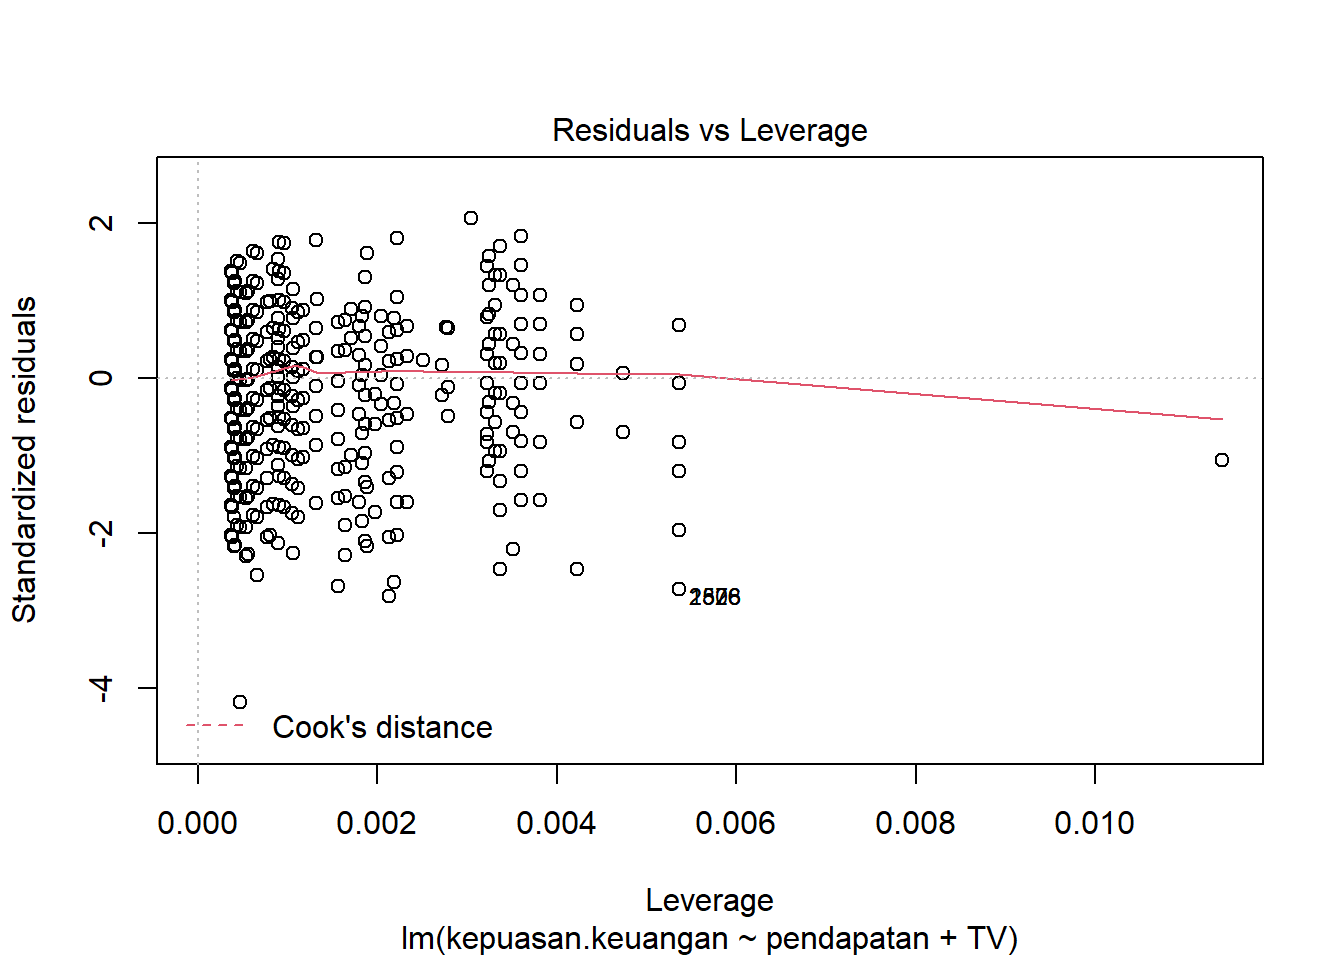 Residuals vs Leverage
Standardized residuals
2
0
-2
-4
Cook's distance
0.000 0.002 0.004 0.006 0.008 0.010
Leverage
lm(kepuasan.keuangan ~ pendapatan + TV)